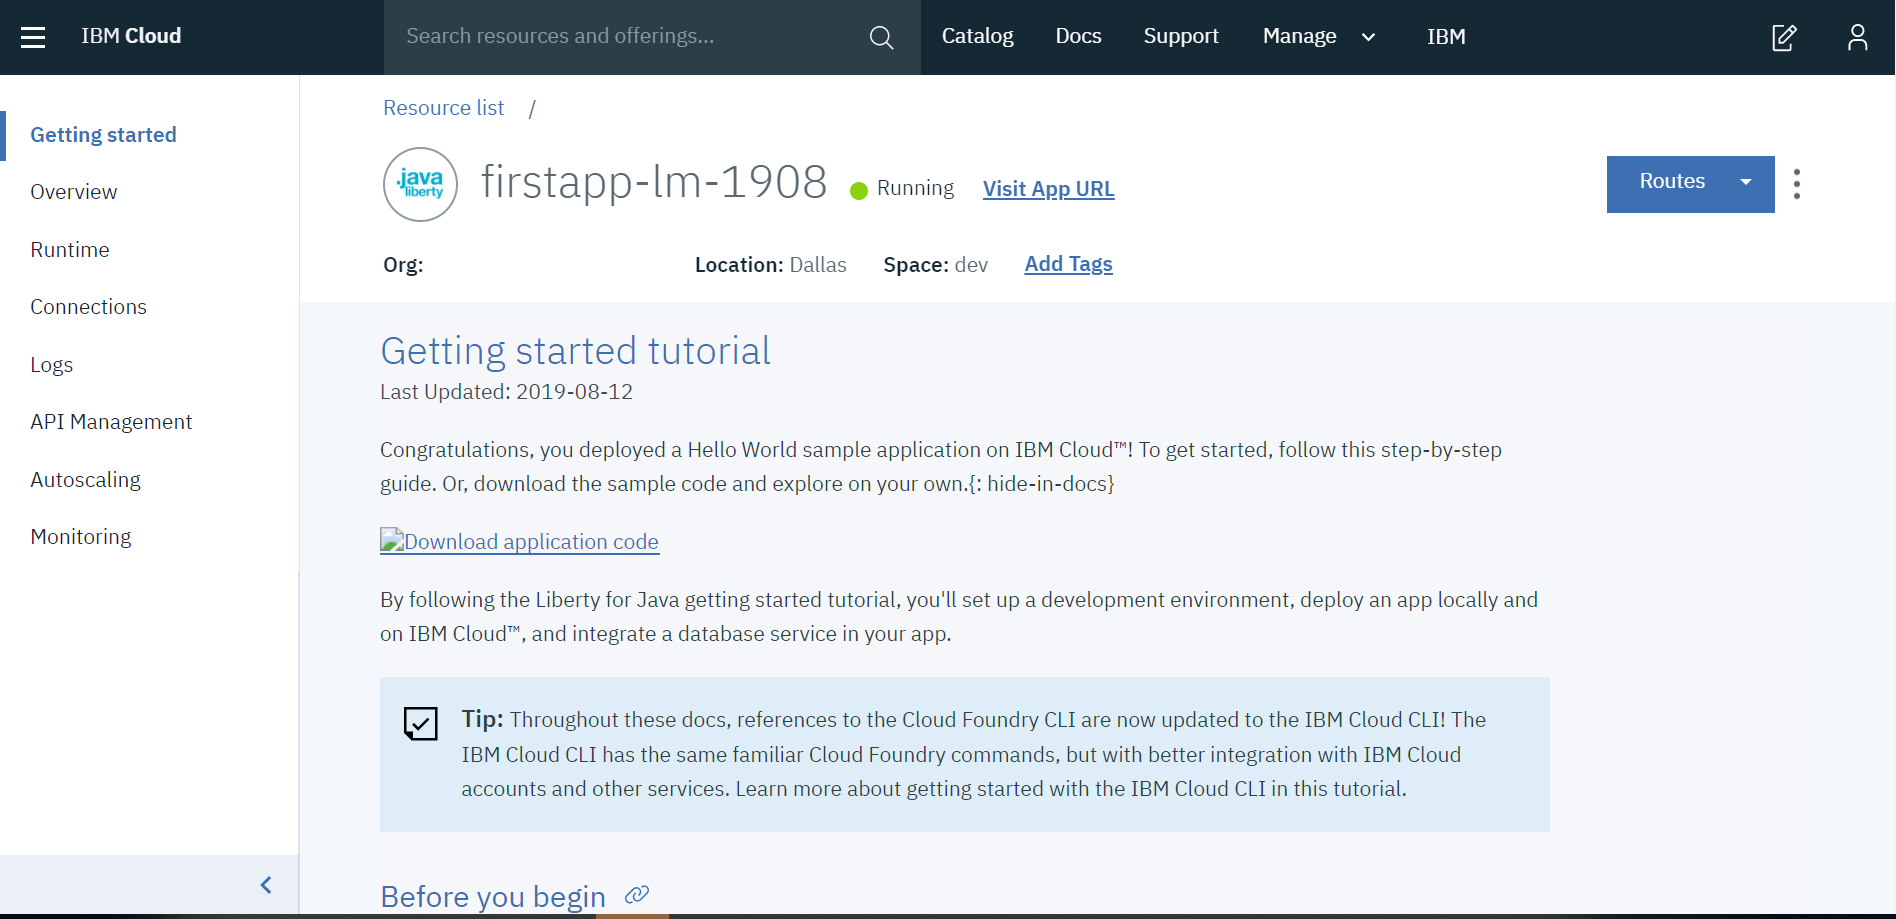 IBM Cloud
Search resources and offerings...
Catalog
Docs
Support
Manage
IBM
Getting started
Overview
Runtime
Connections
Logs
API Management
Autoscaling
Monitoring
Resource list /
java
liberty
firstapp-lm-1908
Running
Visit App URL
Routes
Org:
Location: Dallas
Space: dev
Add Tags
Getting started tutorial
Last Updated: 2019-08-12
Congratulations, you deployed a Hello World sample application on IBM Cloud™! To get started, follow this step-by-step
guide. Or, download the sample code and explore on your own.{: hide-in-docs}
Download application code
By following the Liberty for Java getting started tutorial, you'll set up a development environment, deploy an app locally and
on IBM Cloud™, and integrate a database service in your app.
Tip: Throughout these docs, references to the Cloud Foundry CLI are now updated to the IBM Cloud CLI! The
IBM Cloud CLI has the same familiar Cloud Foundry commands, but with better integration with IBM Cloud
accounts and other services. Learn more about getting started with the IBM Cloud CLI in this tutorial.
Before you begin